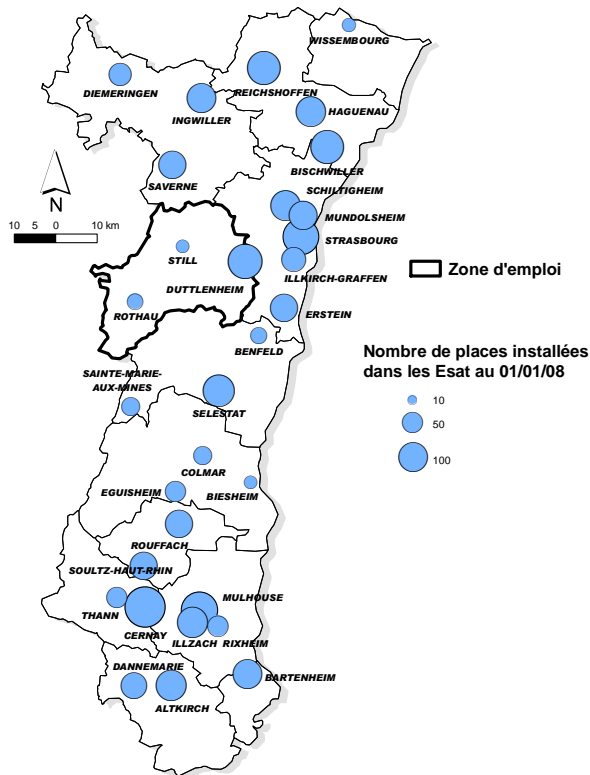 WISSEMBOURG
DIEMERINGEN
REICHSHOFFEN
INGWILLER
HAGUENAU
BISCHWILLER
SAVERNE
SCHILTIGHEIM
N
MUNDOLSHEIM
10 5 0 10 km
STRASBOURG
STILL
ILLKIRCH-GRAFFEN
Zone d'emploi
DUTTLENHEIM
ROTHAU
ERSTEIN
BENFELD
Nombre de places installées
dans les Esat au 01/01/08
SAINTE-MARIE-
AUX-MINES
10
SELESTAT
50
100
COLMAR
EGUISHEIM
BIESHEIM
ROUFFACH
SOULTZ-HAUT-RHIN
THANN
MULHOUSE
CERNAY
ILLZACH
RIXHEIM
DANNEMARIE
BARTENHEIM
ALTKIRCH